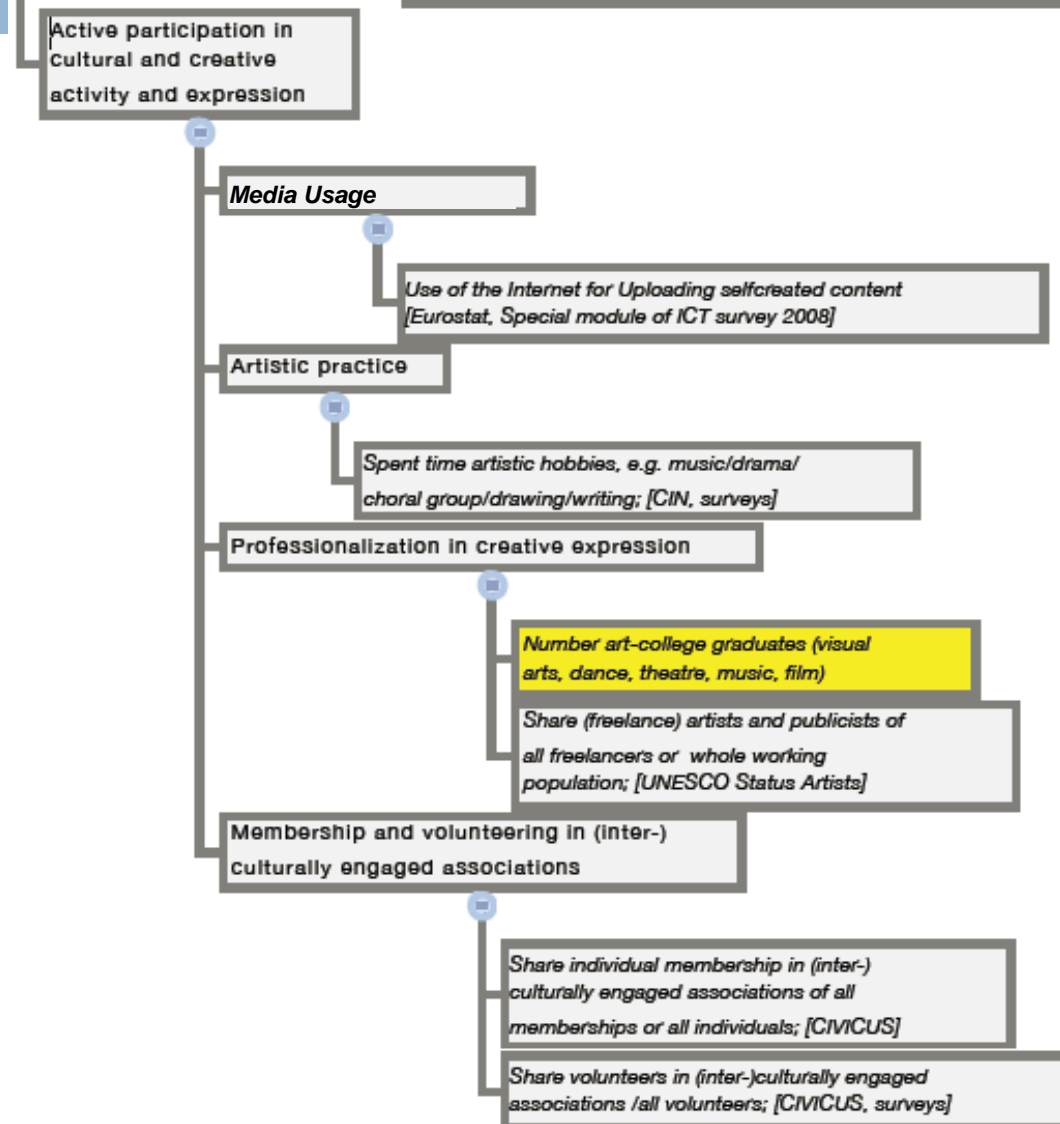 Active participation in
cultural and creative
activity and expression
Media Usage
Use of the Internet for Uploading selfcreated content
[Eurostat, Special module of ICT survey 2008]
Artistic practice
Spent time artistic hobbies, e.g. music/drama/
choral group/drawing/writing; [CIN, surveys]
Professionalization in creative expression
Number art-college graduates (visual
arts, dance, theatre, music, film)
Share (freelance) artists and publicists of
all freelancers or whole working
population; [UNESCO Status Artists]
Membership and volunteering in (inter-)
culturally engaged associations
Share individual membership in (inter-)
culturally engaged associations of all
memberships or all individuals; [CIVICUS]
Share volunteers in (inter-)culturally engaged
associations /all volunteers; [CIVICUS, surveys]